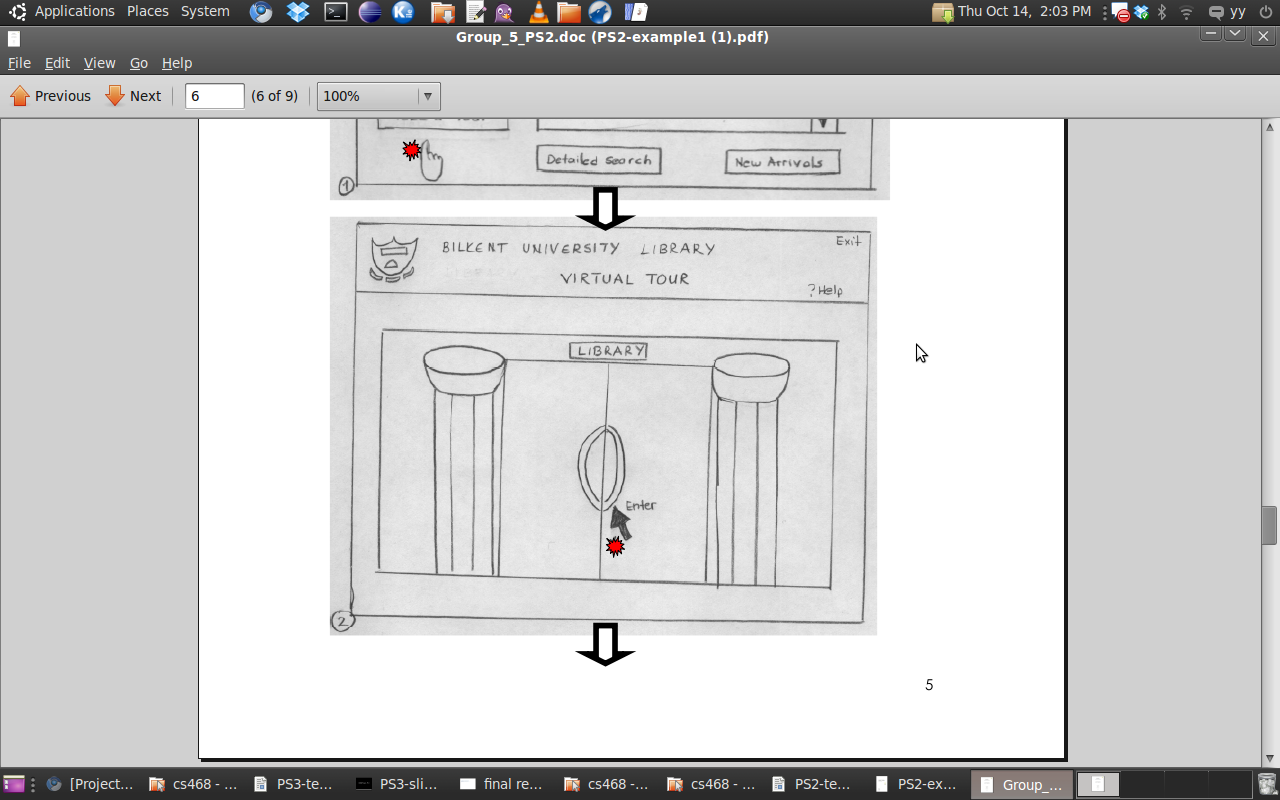 Applications Places System Thu Oct 14, 2:03 PM yy
Group_5_PS2.doc (PS2-example1 (1).pdf)
File Edit View Go Help
Previous Next 6 (6 of 9) 100%
Detailed Search New Arrivals
1
BILKENT UNIVERSITY LIBRARY Exit
VIRTUAL TOUR
? Help
LIBRARY
Enter
2
5
[Project... cs468 - ... PS3-te... PS3-sli... final re... cs468 -... cs468 - ... PS2-te... PS2-ex... Group_...